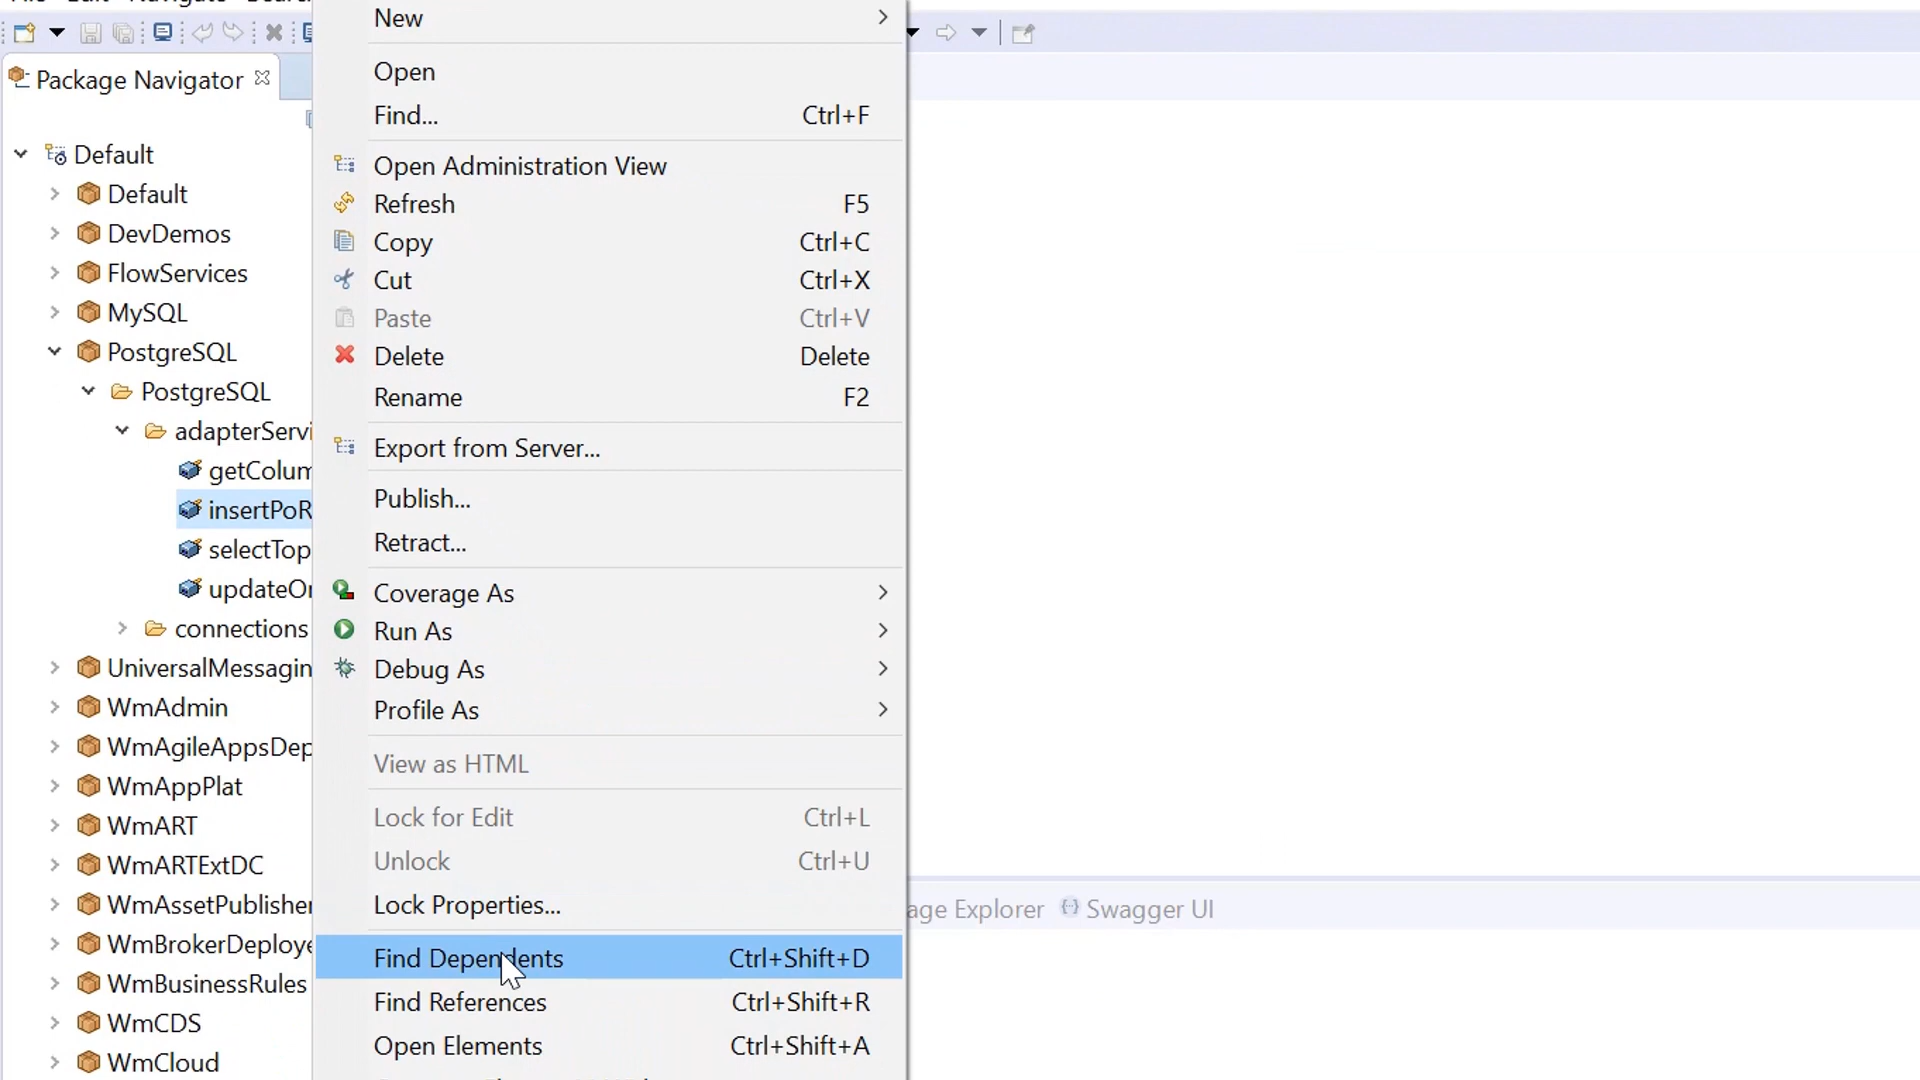 Package Navigator
Default
Default
DevDemos
FlowServices
MySQL
PostgreSQL
PostgreSQL
adapterServi
getColum
insertPoR
selectTop
updateOr
connections
UniversalMessagin
WmAdmin
WmAgileAppsDep
WmAppPlat
WmART
WmARTExtDC
WmAssetPublisher
WmBrokerDeploye
WmBusinessRules
WmCDS
WmCloud
New
Open
Find... Ctrl+F
Open Administration View
Refresh F5
Copy Ctrl+C
Cut Ctrl+X
Paste Ctrl+V
Delete Delete
Rename F2
Export from Server...
Publish...
Retract...
Coverage As
Run As
Debug As
Profile As
View as HTML
Lock for Edit Ctrl+L
Unlock Ctrl+U
Lock Properties...
Find Dependents Ctrl+Shift+D
Find References Ctrl+Shift+R
Open Elements Ctrl+Shift+A
age Explorer
Swagger UI